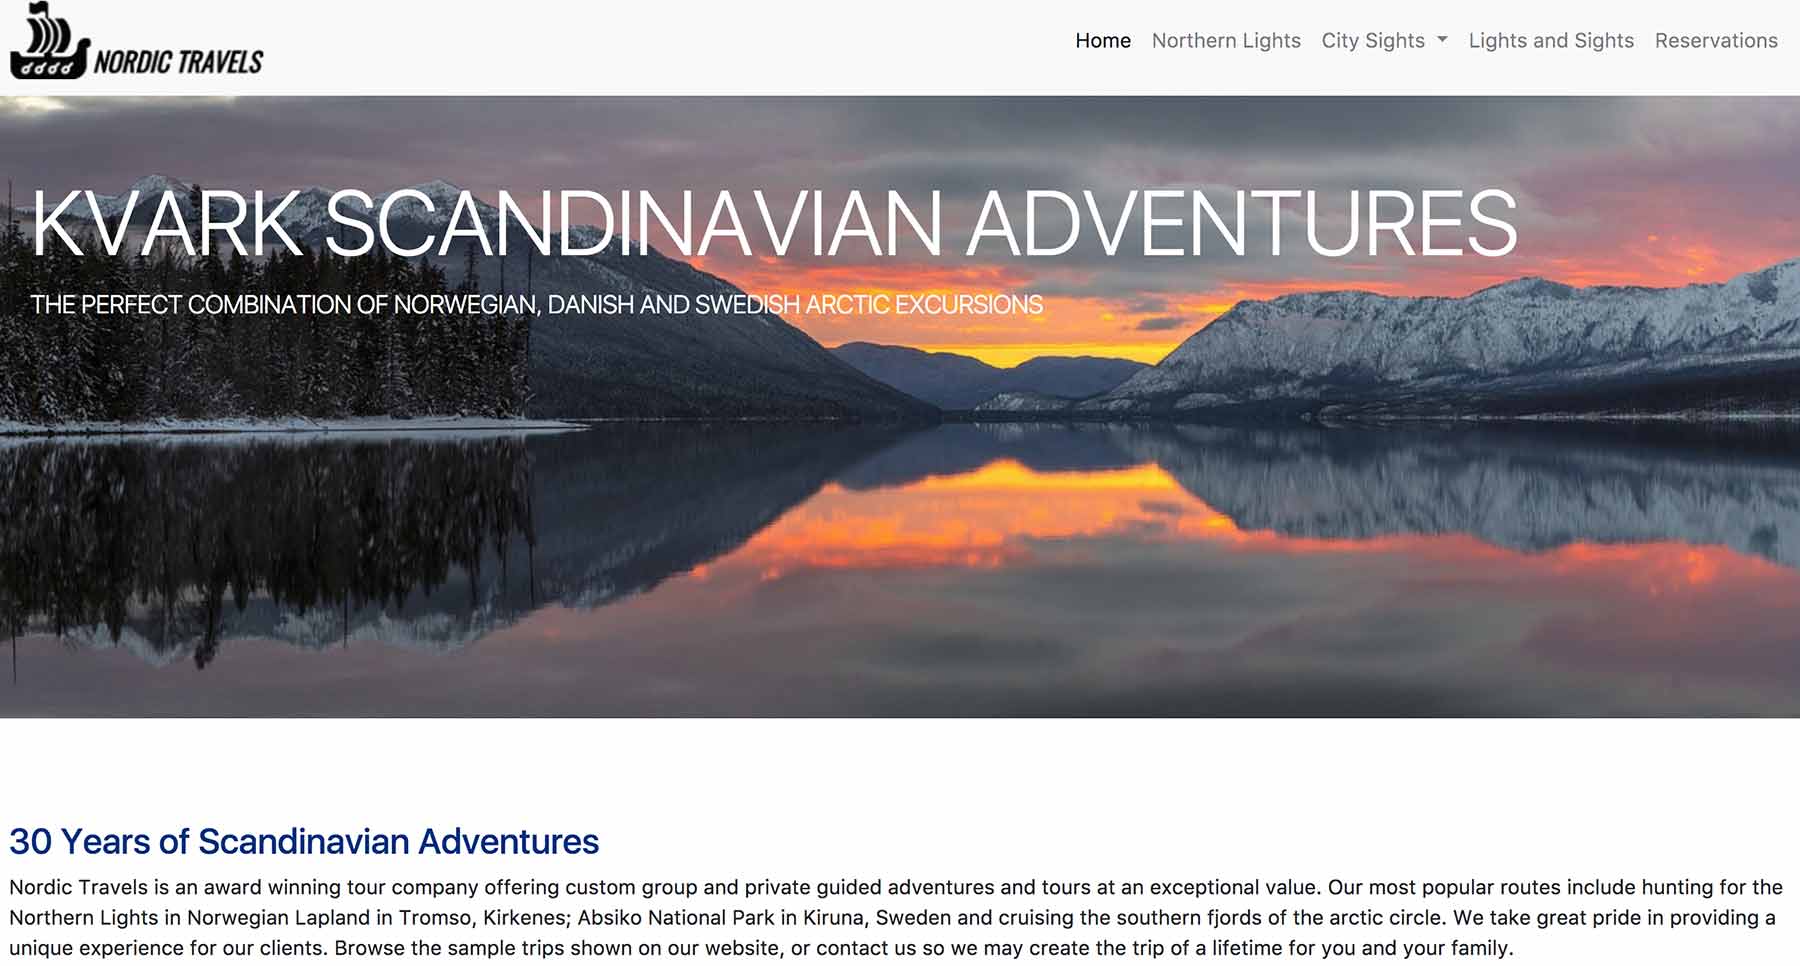 NORDIC TRAVELS
Home Northern Lights City Sights Lights and Sights Reservations
KVARK SCANDINAVIAN ADVENTURES
THE PERFECT COMBINATION OF NORWEGIAN, DANISH AND SWEDISH ARCTIC EXCURSIONS
30 Years of Scandinavian Adventures
Nordic Travels is an award winning tour company offering custom group and private guided adventures and tours at an exceptional value. Our most popular routes include hunting for the
Northern Lights in Norwegian Lapland in Tromso, Kirkenes; Absiko National Park in Kiruna, Sweden and cruising the southern fjords of the arctic circle. We take great pride in providing a
unique experience for our clients. Browse the sample trips shown on our website, or contact us so we may create the trip of a lifetime for you and your family.